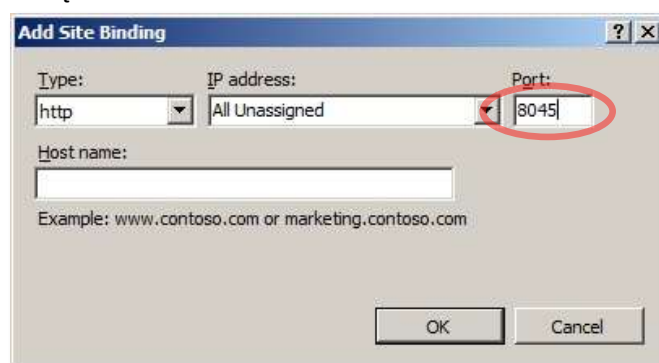 Add Site Binding
Type: IP address: Port:
http All Unassigned 8045
Host name:
Example: www.contoso.com or marketing.contoso.com
OK Cancel